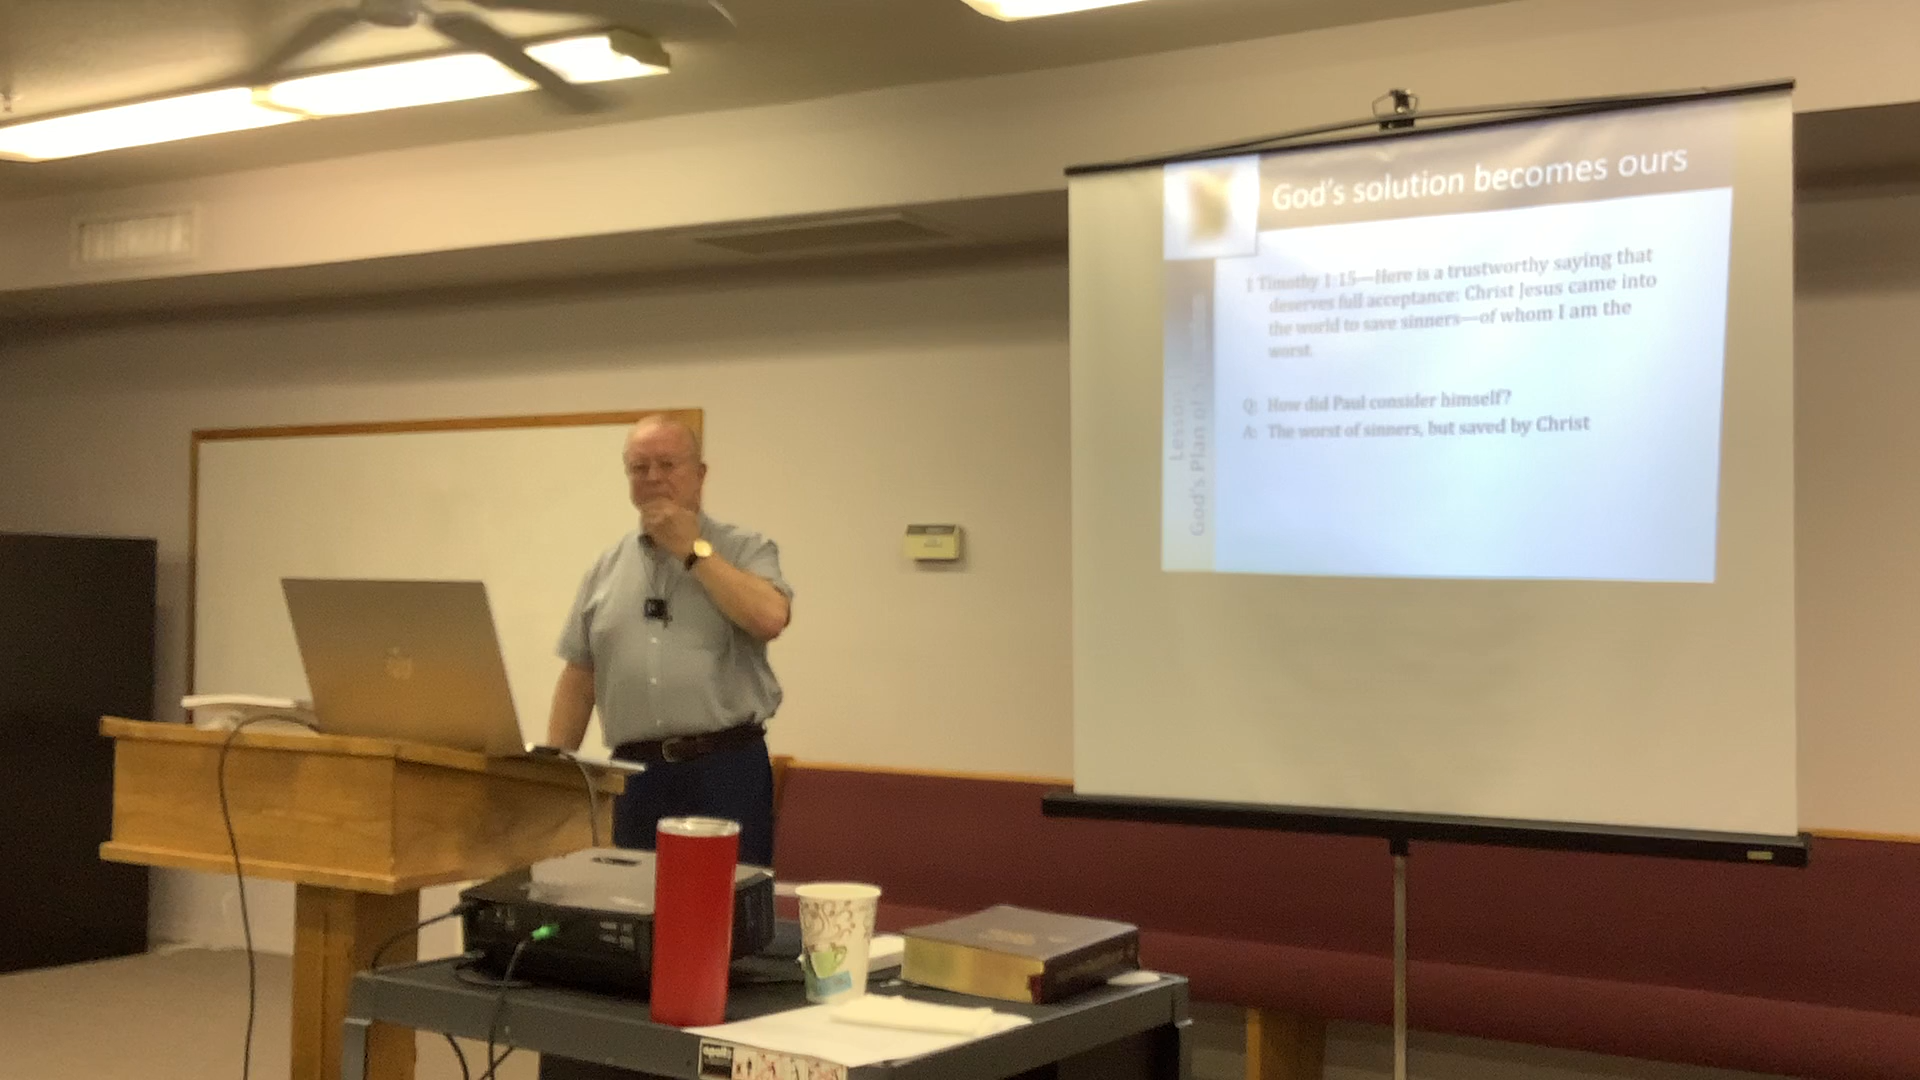 God's solution becomes ours
1 Timothy 1:15—Here is a trustworthy saying that
deserves full acceptance: Christ Jesus came into
the world to save sinners—of whom I am the
worst.
Q: How did Paul consider himself?
A: The worst of sinners, but saved by Christ
Lesson
God's Plan of